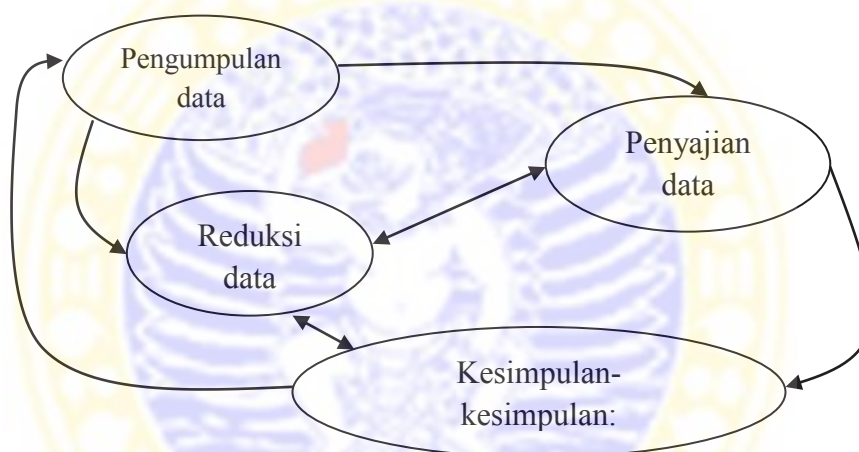 Pengumpulan
data
Penyajian
data
Reduksi
data
Kesimpulan-
kesimpulan: